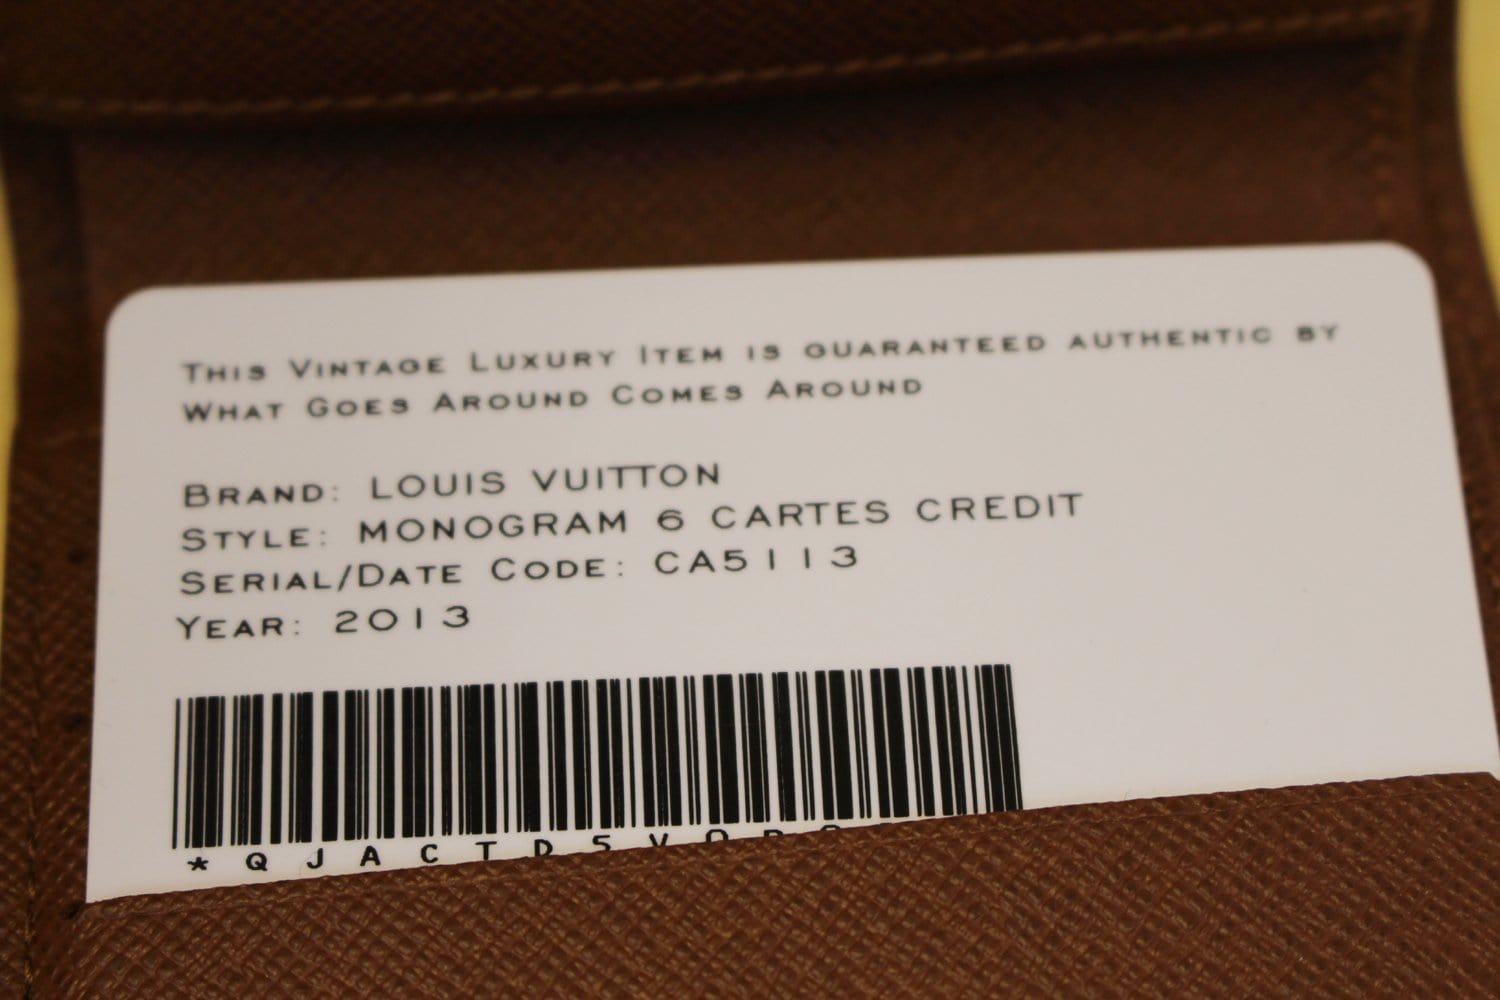 This Vintage Luxury Item is guaranteed authentic by
What Goes Around Comes Around
Brand: LOUIS VUITTON
Style: MONOGRAM 6 CARTES CREDIT
Serial/Date Code: CA5113
Year: 2013
*QJACTD5V